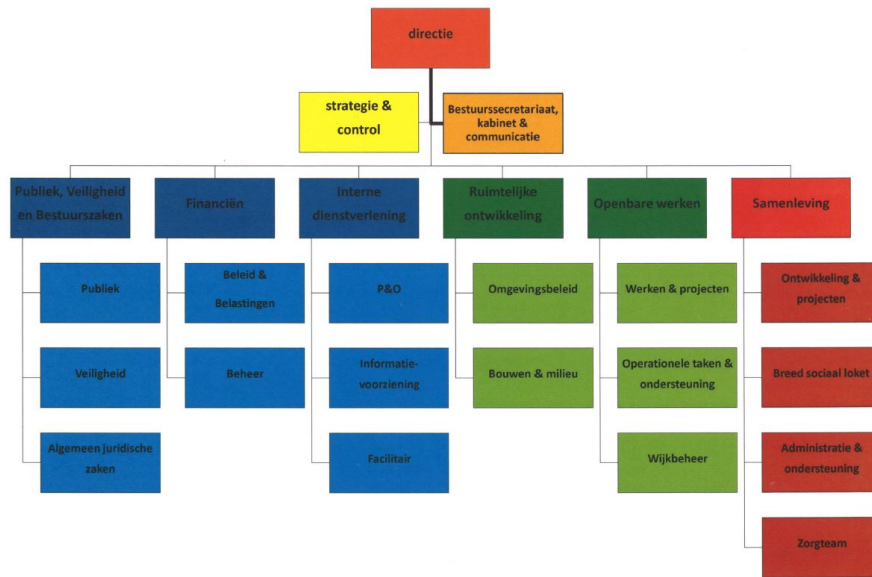 directie
strategie &
control
Bestuurssecretariaat,
kabinet &
communicatie
Publiek, Veiligheid
en Bestuurszaken
Financiën
Interne
dienstverlening
Ruimtelijke
ontwikkeling
Openbare werken
Samenleving
Publiek
Beleid &
Belastingen
P&O
Omgevingsbeleid
Werken & projecten
Ontwikkeling &
projecten
Veiligheid
Beheer
Informatie-
voorziening
Bouwen & milieu
Operationele taken &
ondersteuning
Breed sociaal loket
Algemeen juridische
zaken
Facilitair
Wijkbeheer
Administratie &
ondersteuning
Zorgteam